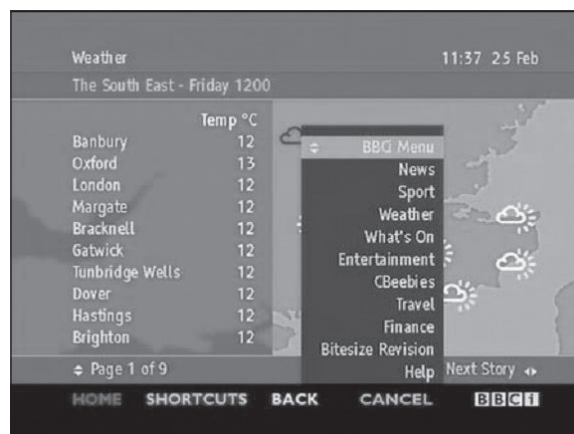 Weather 11:37 25 Feb
The South East - Friday 1200
Temp °C
Banbury 12
Oxford 13
London 12
Margate 12
Bracknell 12
Gatwick 12
Tunbridge Wells 12
Dover 12
Hastings 12
Brighton 12
BBCi Menu
News
Sport
Weather
What's On
Entertainment
CBeebies
Travel
Finance
Bitesize Revision
Help
Page 1 of 9 Next Story
HOME SHORTCUTS BACK CANCEL BBCi